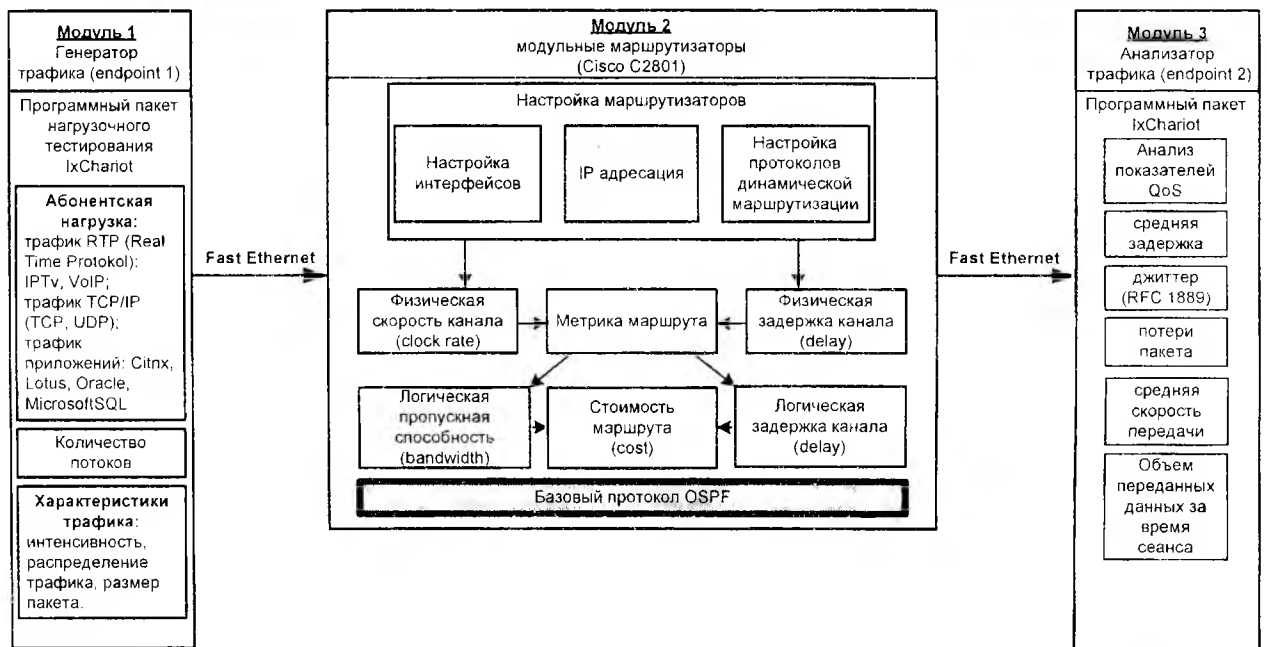 Модуль 1
Генератор
трафика (endpoint 1)
Программный пакет
нагрузочного
тестирования
IxChariot
Абонентская
нагрузка:
трафик RTP (Real
Time Protokol):
IPTv, VoIP;
трафик TCP/IP
(TCP, UDP);
трафик
приложений: Citrix,
Lotus, Oracle,
MicrosoftSQL
Количество
потоков
Характеристики
трафика:
интенсивность,
распределение
трафика, размер
пакета.
Fast Ethernet
Модуль 2
модульные маршрутизаторы
(Cisco C2801)
Настройка маршрутизаторов
Настройка
интерфейсов
IP адресация
Настройка
протоколов
динамической
маршрутизации
Физическая
скорость канала
(clock rate)
Метрика маршрута
Физическая
задержка канала
(delay)
Логическая
пропускная
способность
(bandwidth)
Стоимость
маршрута
(cost)
Логическая
задержка канала
(delay)
Базовый протокол OSPF
Fast Ethernet
Модуль 3
Анализатор
трафика (endpoint 2)
Программный пакет
IxChariot
Анализ
показателей
QoS
средняя
задержка
джиттер
(RFC 1889)
потери
пакета
средняя
скорость
передачи
Объем
переданных
данных за
время
сеанса